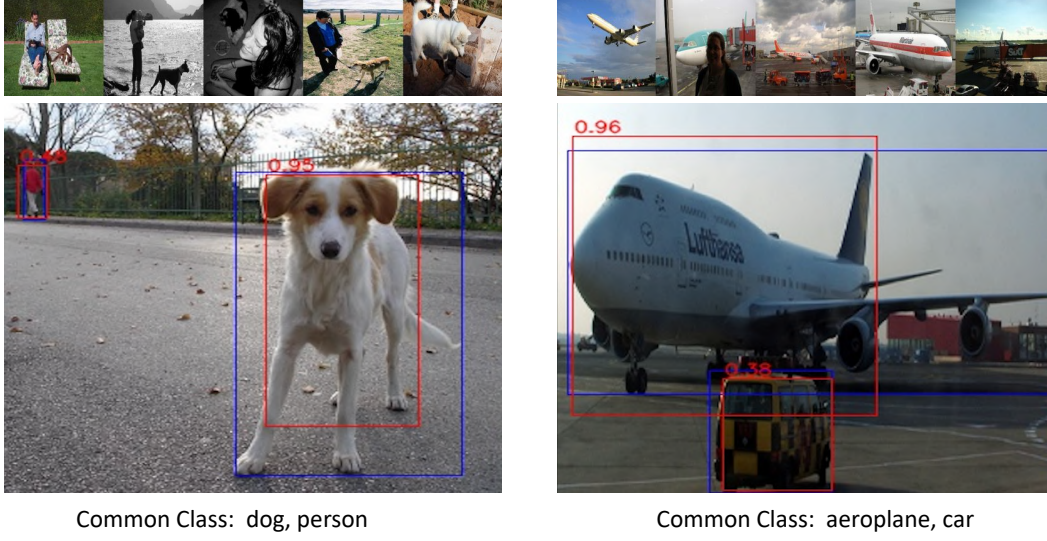 0.95
Common Class: dog, person
0.96
Lufthansa
0.38
Common Class: aeroplane, car